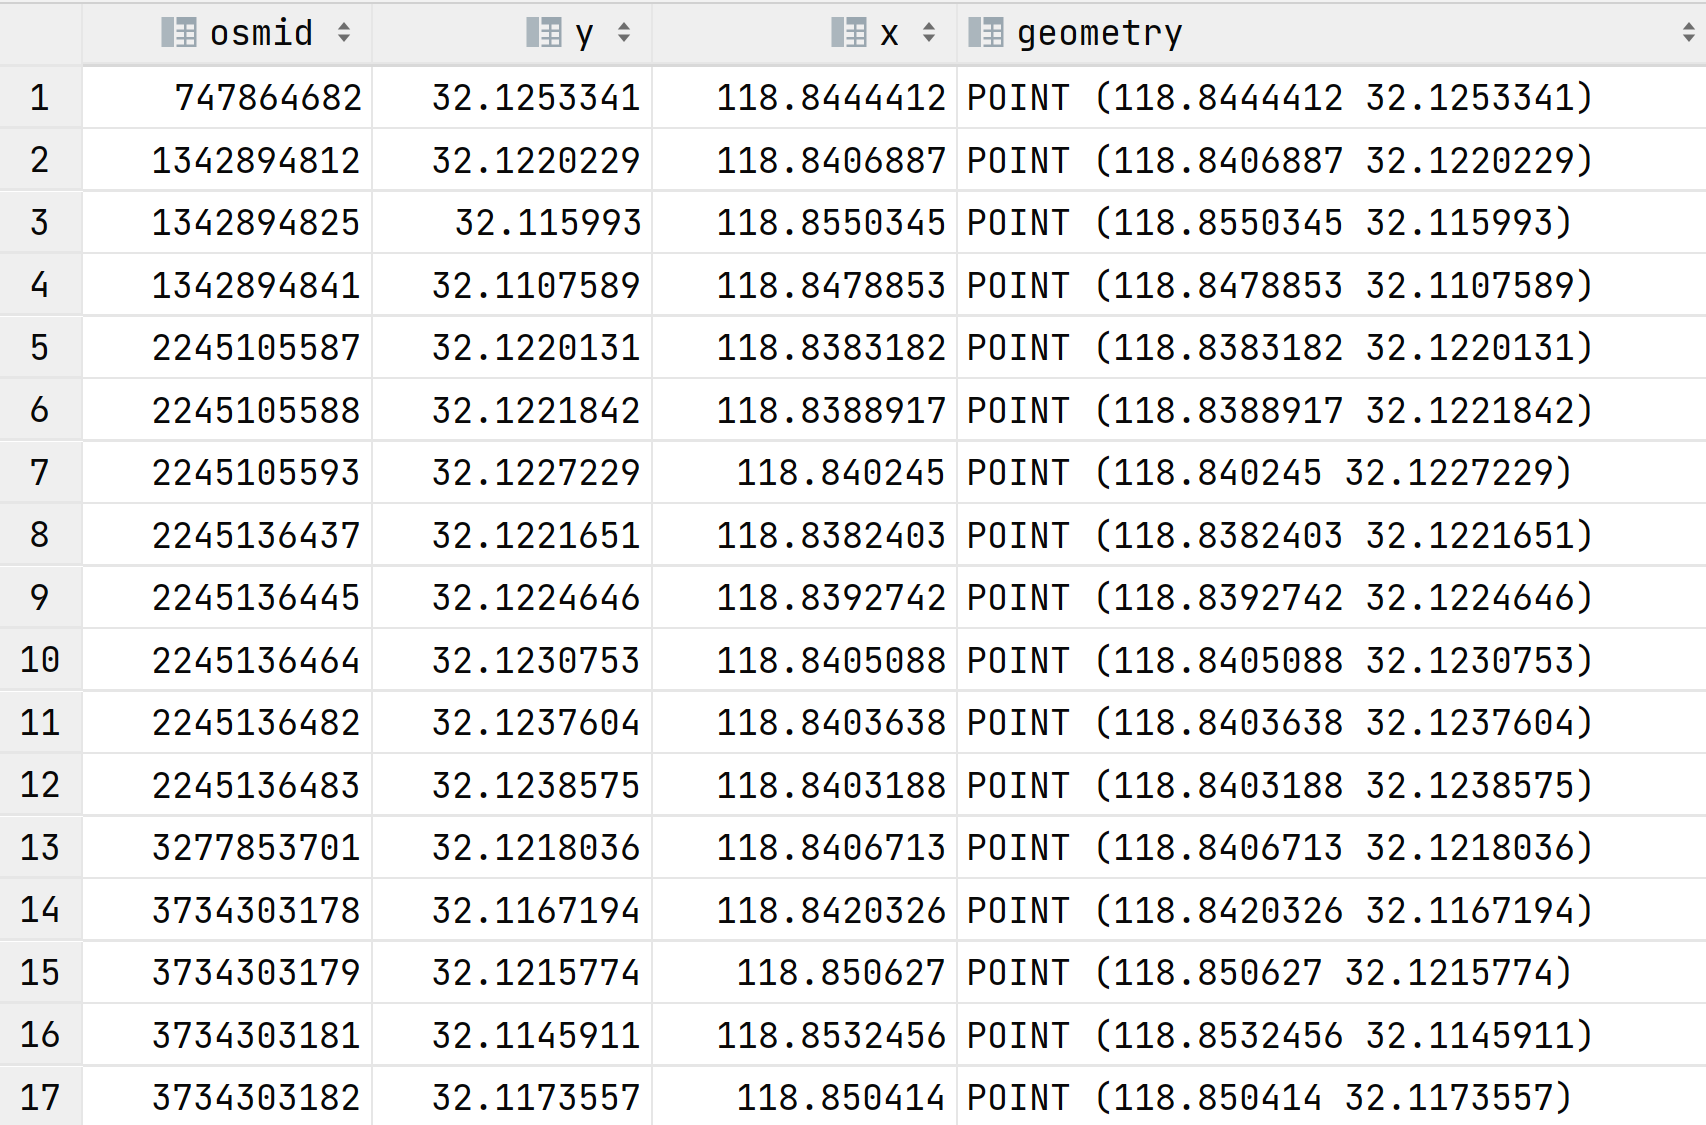 osmid y x geometry
1 747864682 32.1253341 118.8444412 POINT (118.8444412 32.1253341)
2 1342894812 32.1220229 118.8406887 POINT (118.8406887 32.1220229)
3 1342894825 32.115993 118.8550345 POINT (118.8550345 32.115993)
4 1342894841 32.1107589 118.8478853 POINT (118.8478853 32.1107589)
5 2245105587 32.1220131 118.8383182 POINT (118.8383182 32.1220131)
6 2245105588 32.1221842 118.8388917 POINT (118.8388917 32.1221842)
7 2245105593 32.1227229 118.840245 POINT (118.840245 32.1227229)
8 2245136437 32.1221651 118.8382403 POINT (118.8382403 32.1221651)
9 2245136445 32.1224646 118.8392742 POINT (118.8392742 32.1224646)
10 2245136464 32.1230753 118.8405088 POINT (118.8405088 32.1230753)
11 2245136482 32.1237604 118.8403638 POINT (118.8403638 32.1237604)
12 2245136483 32.1238575 118.8403188 POINT (118.8403188 32.1238575)
13 3277853701 32.1218036 118.8406713 POINT (118.8406713 32.1218036)
14 3734303178 32.1167194 118.8420326 POINT (118.8420326 32.1167194)
15 3734303179 32.1215774 118.850627 POINT (118.850627 32.1215774)
16 3734303181 32.1145911 118.8532456 POINT (118.8532456 32.1145911)
17 3734303182 32.1173557 118.850414 POINT (118.850414 32.1173557)